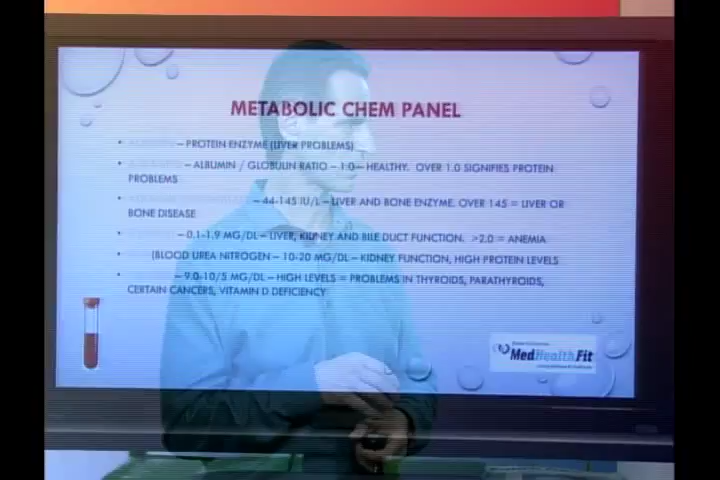 METABOLIC CHEM PANEL
• – PROTEIN ENZYME (LIVER PROBLEMS)
• – ALBUMIN / GLOBULIN RATIO – 1:0 – HEALTHY. OVER 1.0 SIGNIFIES PROTEIN
PROBLEMS
• – 44-145 IU/L – LIVER AND BONE ENZYME. OVER 145 = LIVER OR
BONE DISEASE
• – 0.1-1.9 MG/DL – LIVER, KIDNEY AND BILE DUCT FUNCTION. >2.0 = ANEMIA
• (BLOOD UREA NITROGEN – 10-20 MG/DL – KIDNEY FUNCTION, HIGH PROTEIN LEVELS
• – 9.0-10/5 MG/DL – HIGH LEVELS = PROBLEMS IN THYROIDS, PARATHYROIDS,
CERTAIN CANCERS, VITAMIN D DEFICIENCY
MedHealthFit